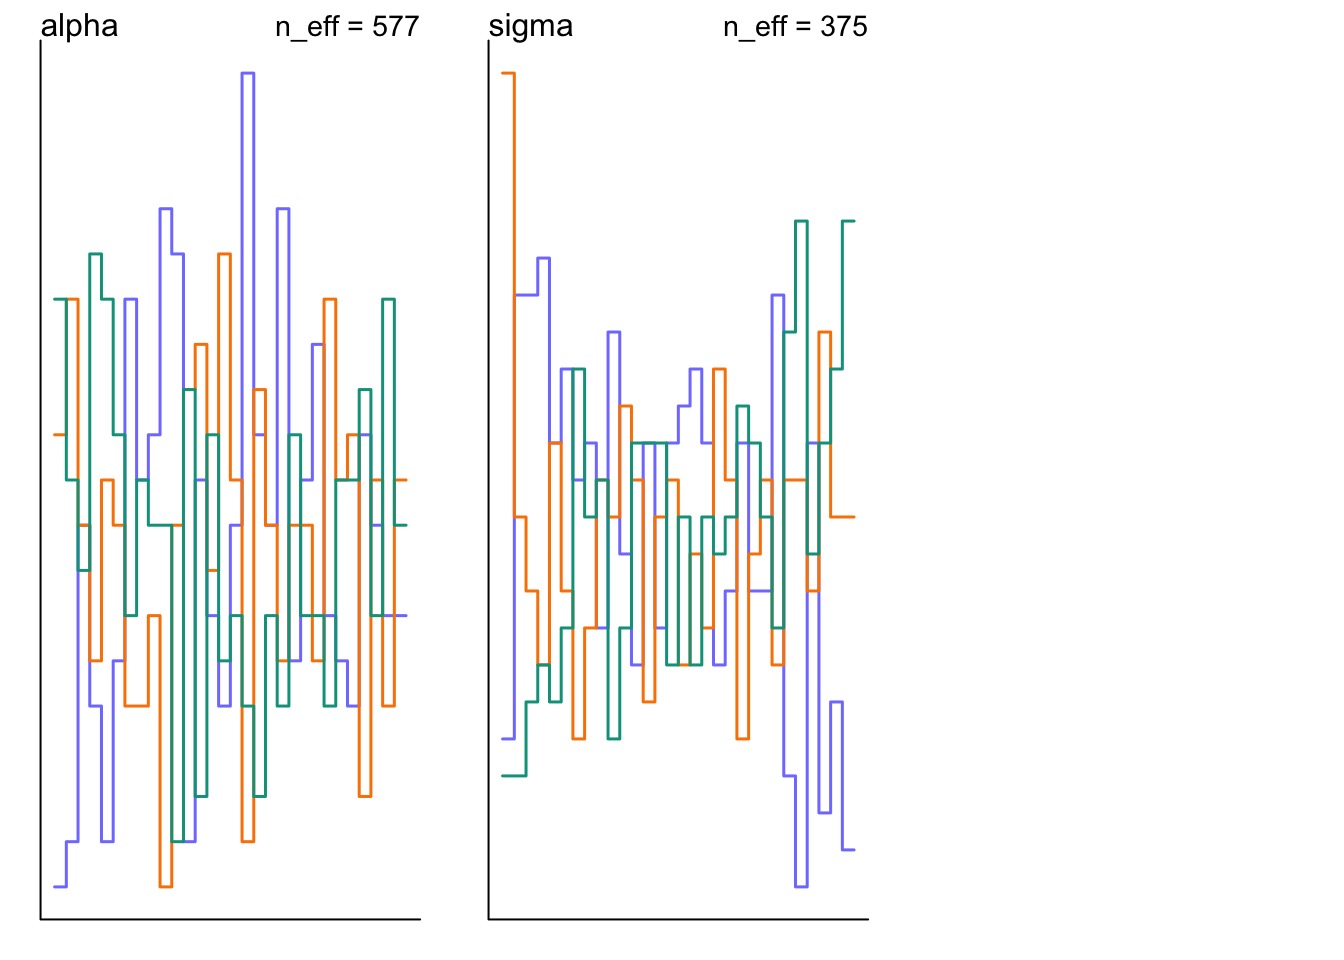 alpha n_eff = 577
sigma n_eff = 375